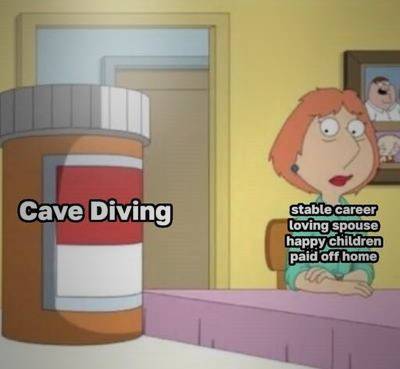 Cave Diving
stable career
loving spouse
happy children
paid off home